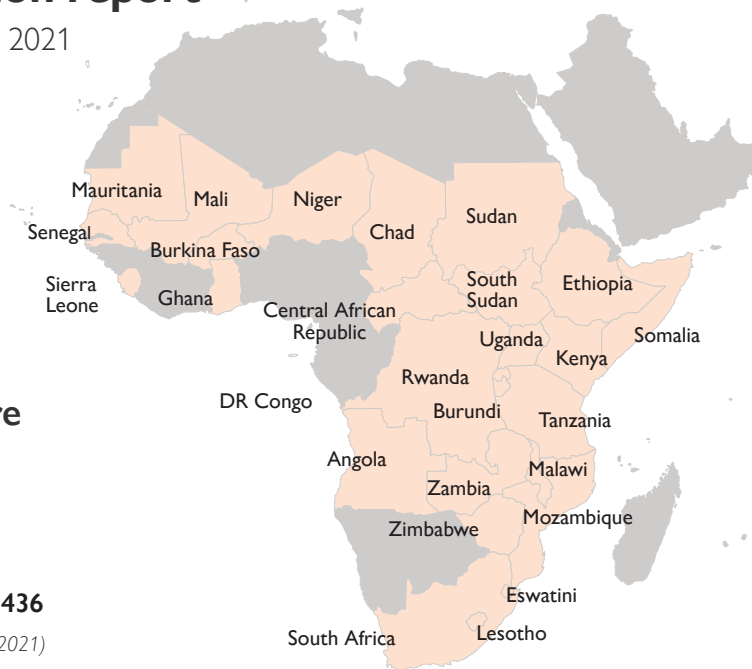 report
2021
Mauritania
Mali
Niger
Chad
Sudan
Senegal
Burkina Faso
Sierra
Leone
Ghana
Central African
Republic
South
Sudan
Ethiopia
Somalia
Uganda
Kenya
Rwanda
DR Congo
Burundi
Tanzania
Angola
Malawi
Zambia
Mozambique
Zimbabwe
436
2021)
Eswatini
South Africa
Lesotho